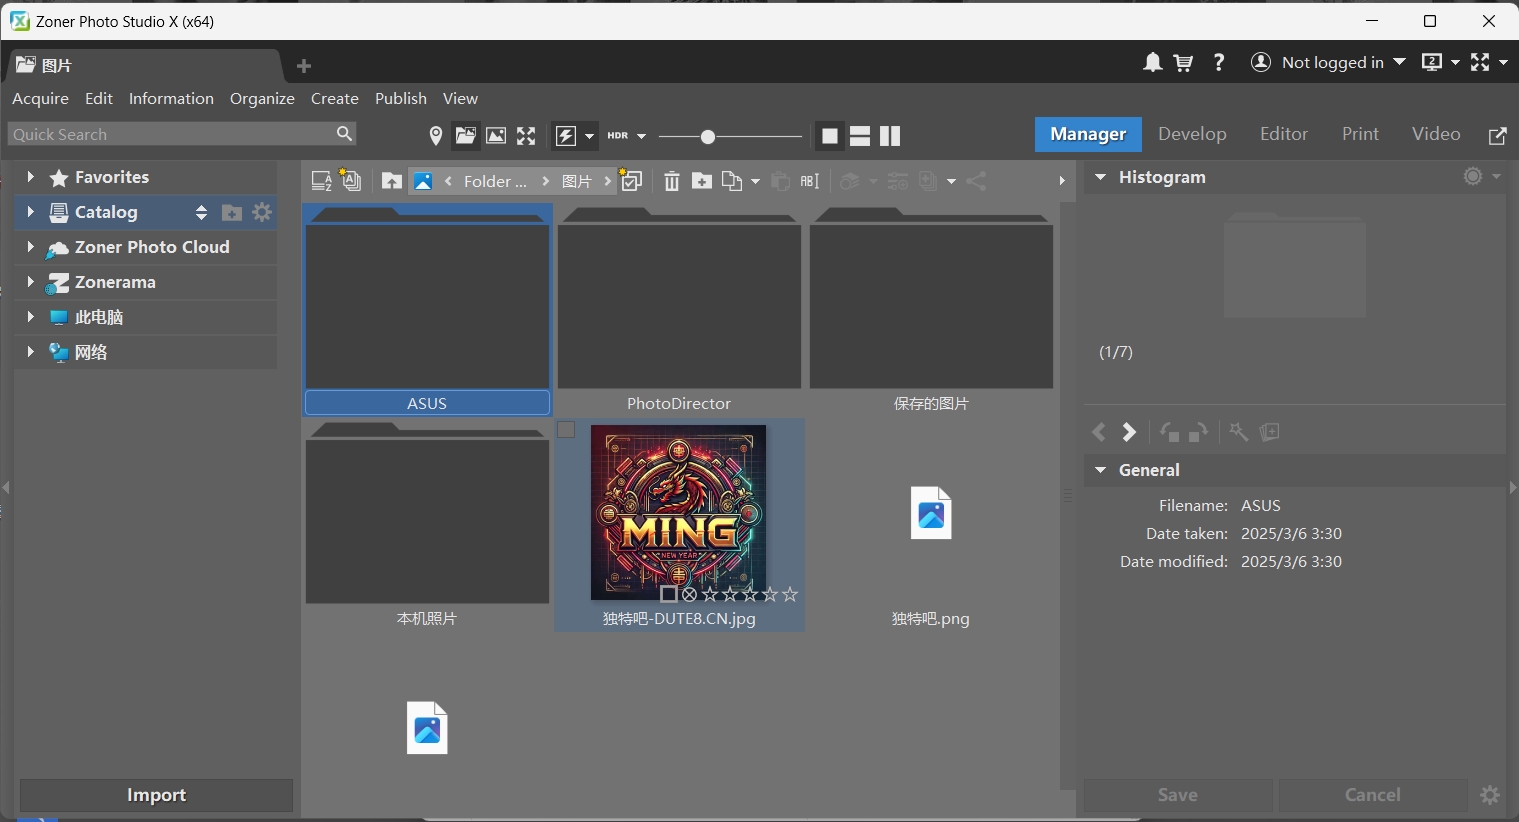 Zoner Photo Studio X (x64)
图片
Not logged in
2
Acquire Edit Information Organize Create Publish View
Quick Search
HDR
Manager Develop Editor Print Video
Favorites
Catalog
Zoner Photo Cloud
Zonerama
此电脑
网络
Import
Folder ... 图片
ASUS
PhotoDirector
保存的图片
MING
NEW YEAR
本机照片
独特吧-DUTE8.CN.jpg
独特吧.png
Histogram
(1/7)
General
Filename: ASUS
Date taken: 2025/3/6 3:30
Date modified: 2025/3/6 3:30
Save Cancel